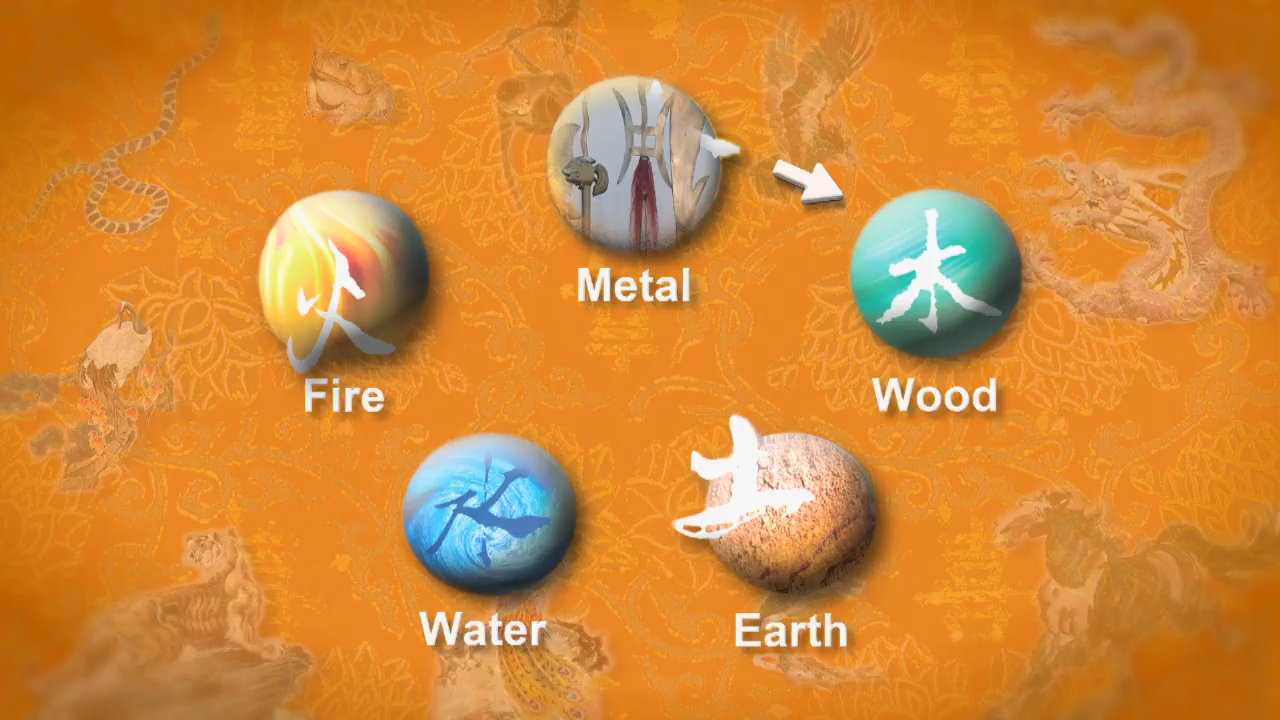 Metal
火
木
Fire
Wood
水
土
Water
Earth